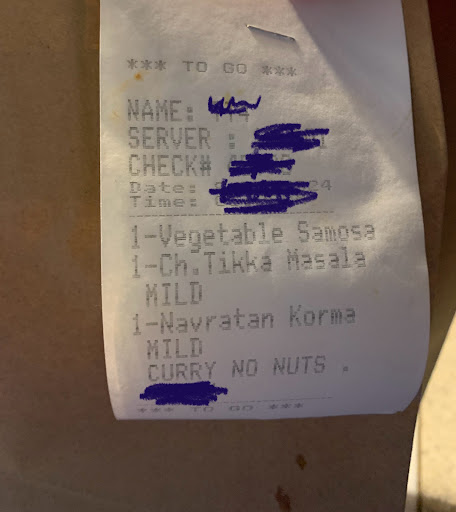 *** TO GO ***
NAME:
SERVER :
CHECK#
Date: 24
Time:
1-Vegetable Samosa
1-Ch.Tikka Masala
MILD
1-Navratan Korma
MILD
CURRY NO NUTS .
*** TO GO ***